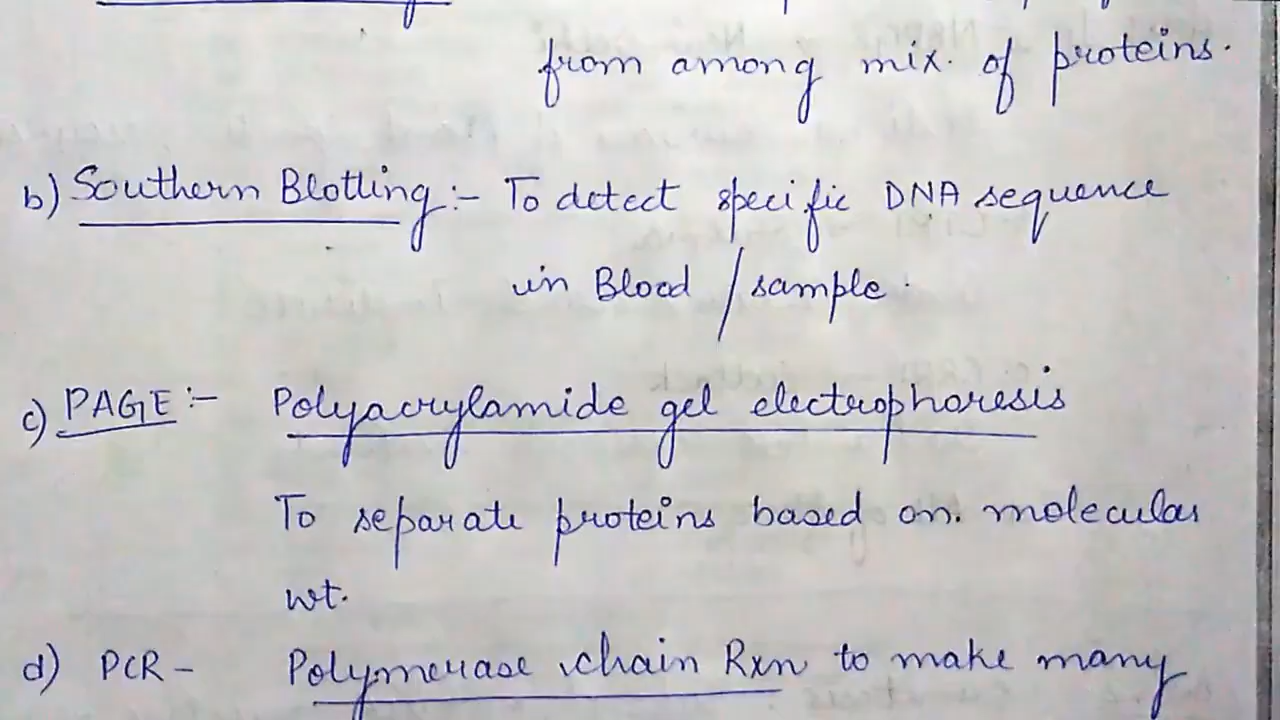 from among mix. of proteins.
b) Southern Blotting :- To detect specific DNA sequence
in Blood / sample.
c) PAGE :- Polyacrylamide gel electrophoresis
To separate proteins based on. molecular
wt.
d) PCR - Polymerase chain Rxn to make many